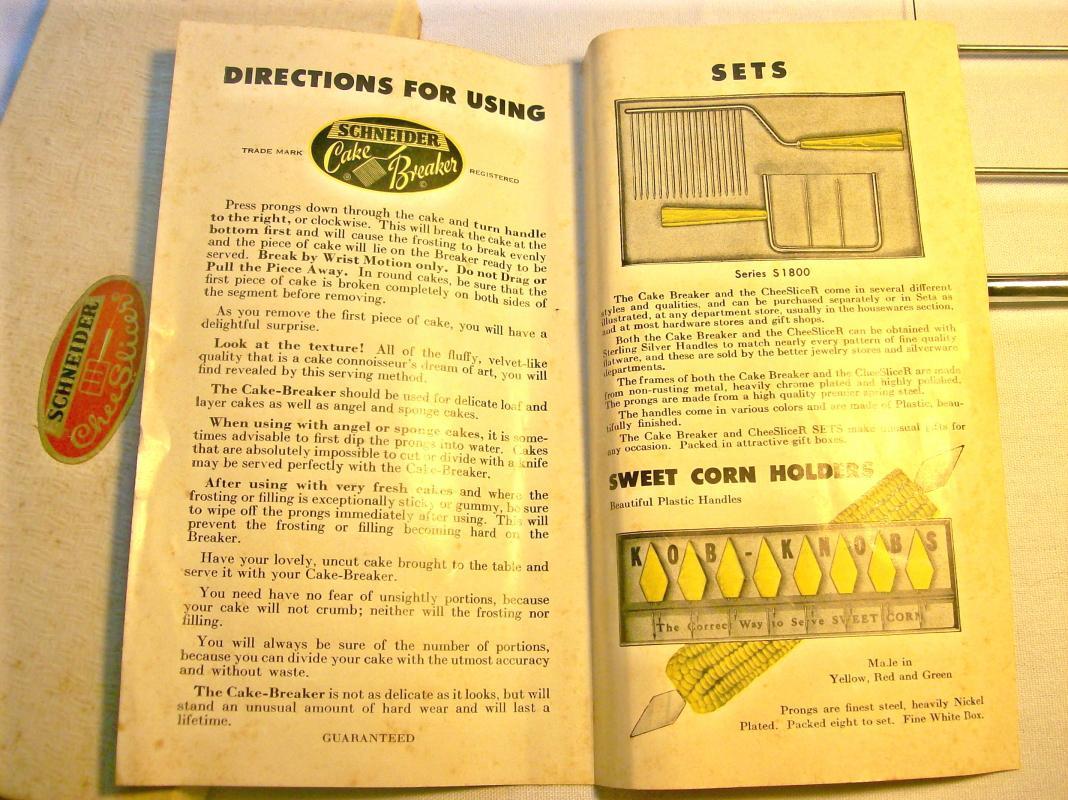 SCHNEIDER
CheeSliceR
DIRECTIONS FOR USING
TRADE MARK
SCHNEIDER
Cake
Breaker
REGISTERED
Press prongs down through the cake and turn handle
to the right, or clockwise. This will break the cake at the
bottom first and will cause the frosting to break evenly
and the piece of cake will lie on the Breaker ready to be
served. Break by Wrist Motion only. Do not Drag or
Pull the Piece Away. In round cakes, be sure that the
first piece of cake is broken completely on both sides of
the segment before removing.
As you remove the first piece of cake, you will have a
delightful surprise.
Look at the texture! All of the fluffy, velvet-like
quality that is a cake connoisseur's dream of art, you will
find revealed by this serving method.
The Cake-Breaker should be used for delicate loaf and
layer cakes as well as angel and sponge cakes.
When using with angel or sponge cakes, it is some-
times advisable to first dip the prongs into water. Cakes
that are absolutely impossible to cut or divide with a knife
may be served perfectly with the Cake-Breaker.
After using with very fresh cakes and where the
frosting or filling is exceptionally sticky or gummy, be sure
to wipe off the prongs immediately after using. This will
prevent the frosting or filling becoming hard on the
Breaker.
Have your lovely, uncut cake brought to the table and
serve it with your Cake-Breaker.
You need have no fear of unsightly portions, because
your cake will not crumb; neither will the frosting nor
filling.
You will always be sure of the number of portions,
because you can divide your cake with the utmost accuracy
and without waste.
The Cake-Breaker is not as delicate as it looks, but will
stand an unusual amount of hard wear and will last a
lifetime.
GUARANTEED
SETS
Series S1800
The Cake Breaker and the CheeSliceR come in several different
styles and qualities, and can be purchased separately or in Sets as
illustrated, at any department store, usually in the housewares section,
and at most hardware stores and gift shops.
Both the Cake Breaker and the CheeSliceR can be obtained with
Sterling Silver Handles to match nearly every pattern of fine quality
flatware, and these are sold by the better jewelry stores and silverware
departments.
The frames of both the Cake Breaker and the CheeSliceR are made
from non-rusting metal, heavily chrome plated and highly polished.
The prongs are made from a high quality premier spring steel.
The handles come in various colors and are made of Plastic, beau-
tifully finished.
The Cake Breaker and CheeSliceR SETS make unusual gifts for
any occasion. Packed in attractive gift boxes.
SWEET CORN HOLDERS
Beautiful Plastic Handles
KOB-KNOBS
The Correct Way to Serve SWEET CORN
Made in
Yellow, Red and Green
Prongs are finest steel, heavily Nickel
Plated. Packed eight to set. Fine White Box.